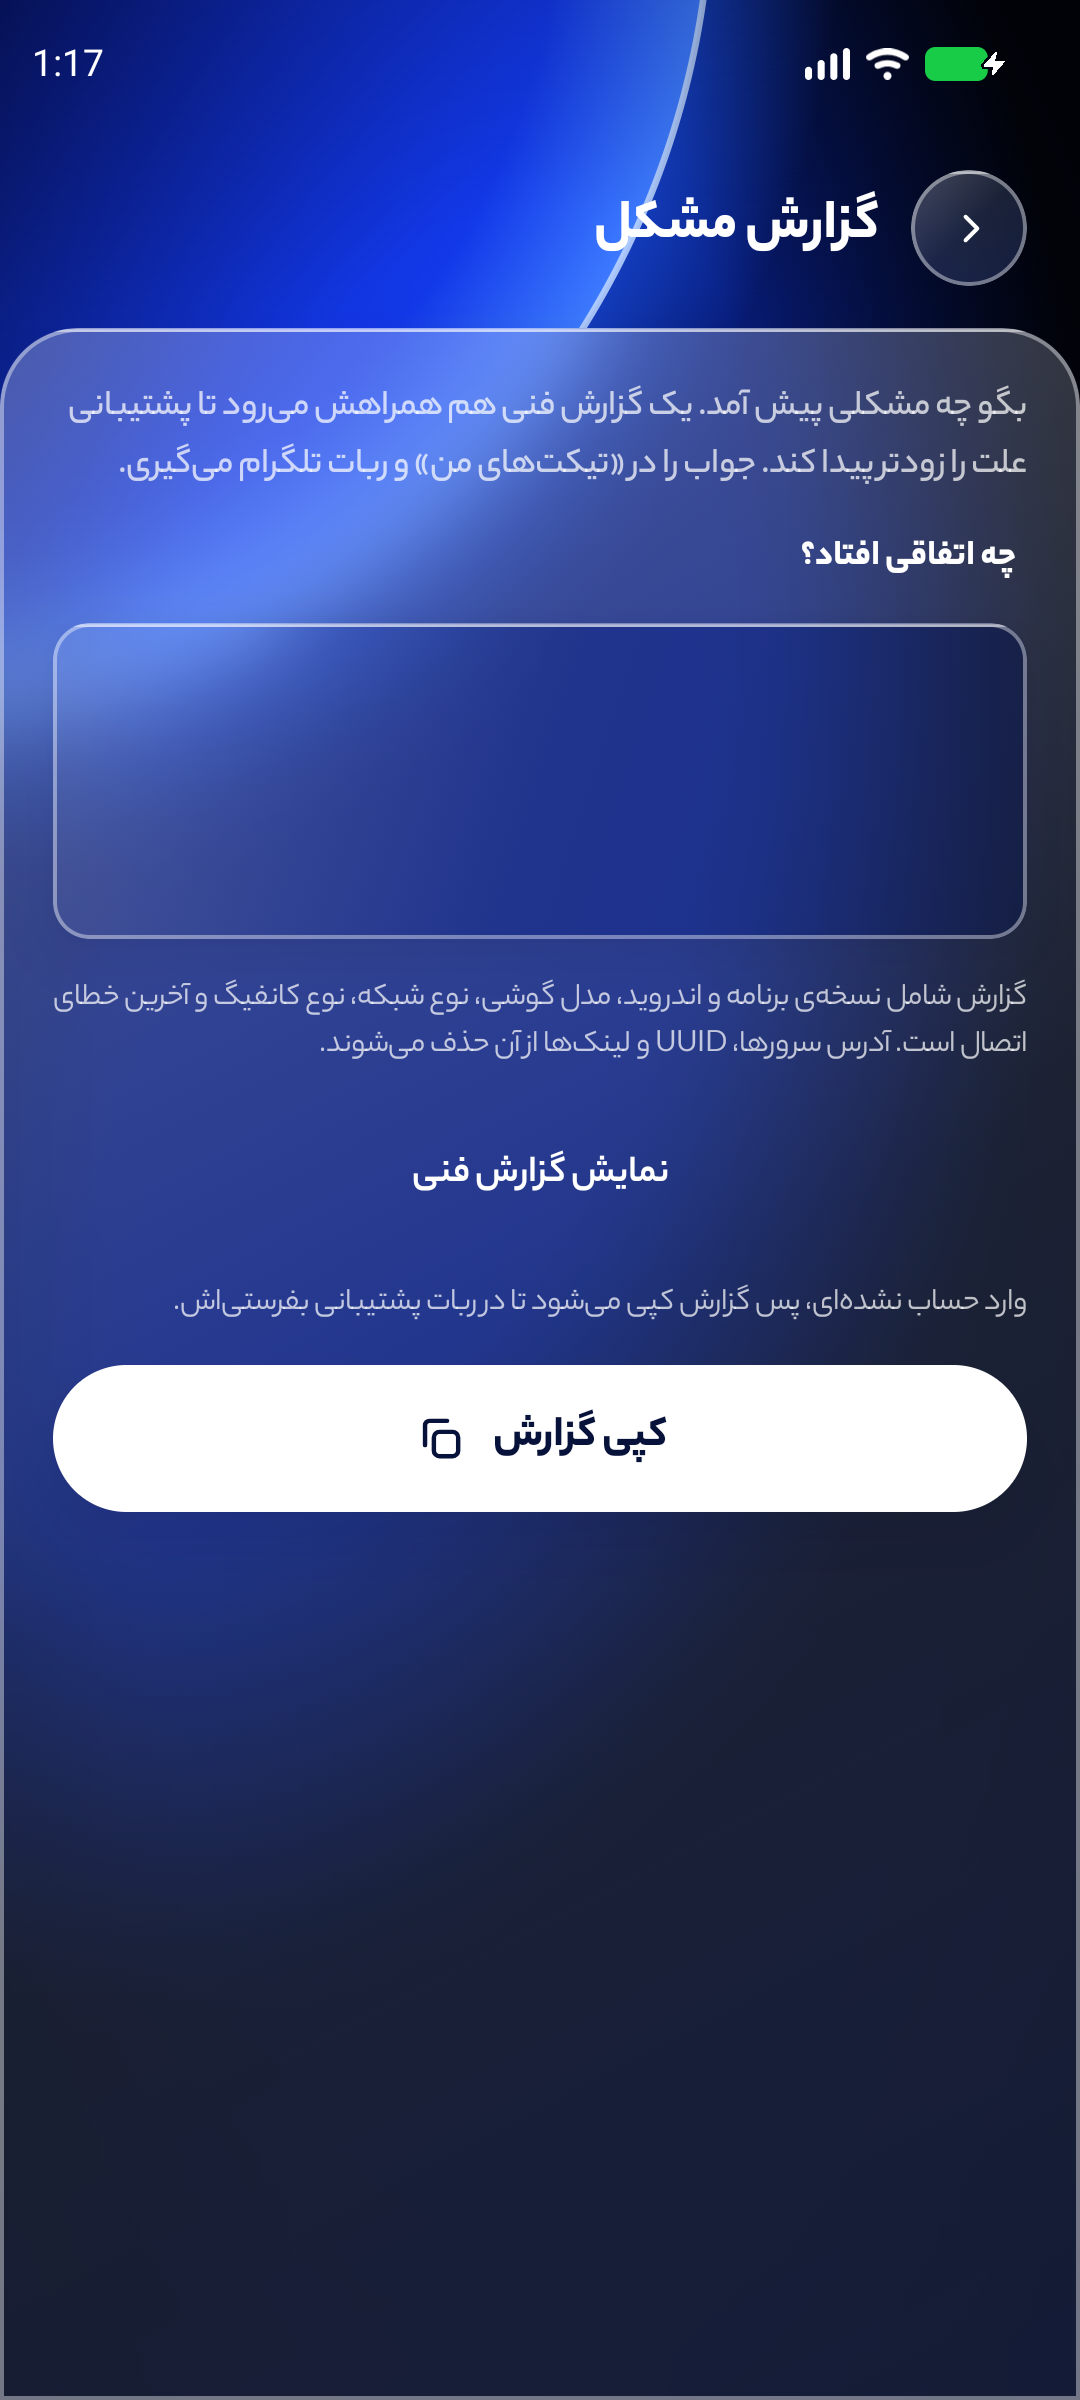 1:17
گزارش مشکل
بگو چه مشکلی پیش آمد. یک گزارش فنی هم همراهش می‌رود تا پشتیبانی
علت را زودتر پیدا کند. جواب را در «تیکت‌های من» و ربات تلگرام می‌گیری.
چه اتفاقی افتاد؟
گزارش شامل نسخه‌ی برنامه و اندروید، مدل گوشی، نوع شبکه، نوع کانفیگ و آخرین خطای
اتصال است. آدرس سرورها، UUID و لینک‌ها از آن حذف می‌شوند.
نمایش گزارش فنی
وارد حساب نشده‌ای، پس گزارش کپی می‌شود تا در ربات پشتیبانی بفرستی‌اش.
کپی گزارش